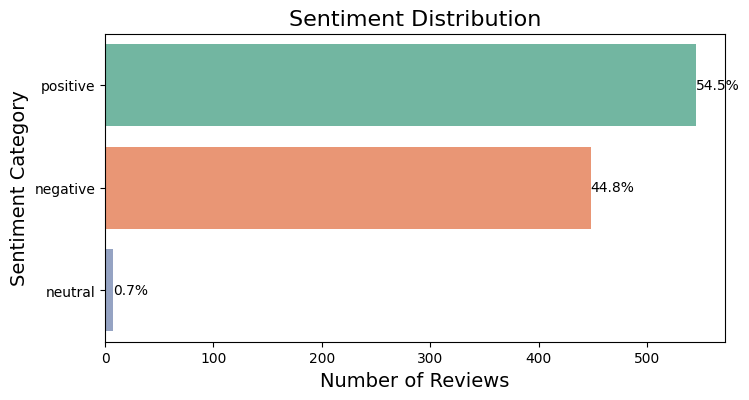 Sentiment Distribution
Sentiment Category
positive
54.5%
negative
44.8%
neutral
0.7%
0 100 200 300 400 500
Number of Reviews